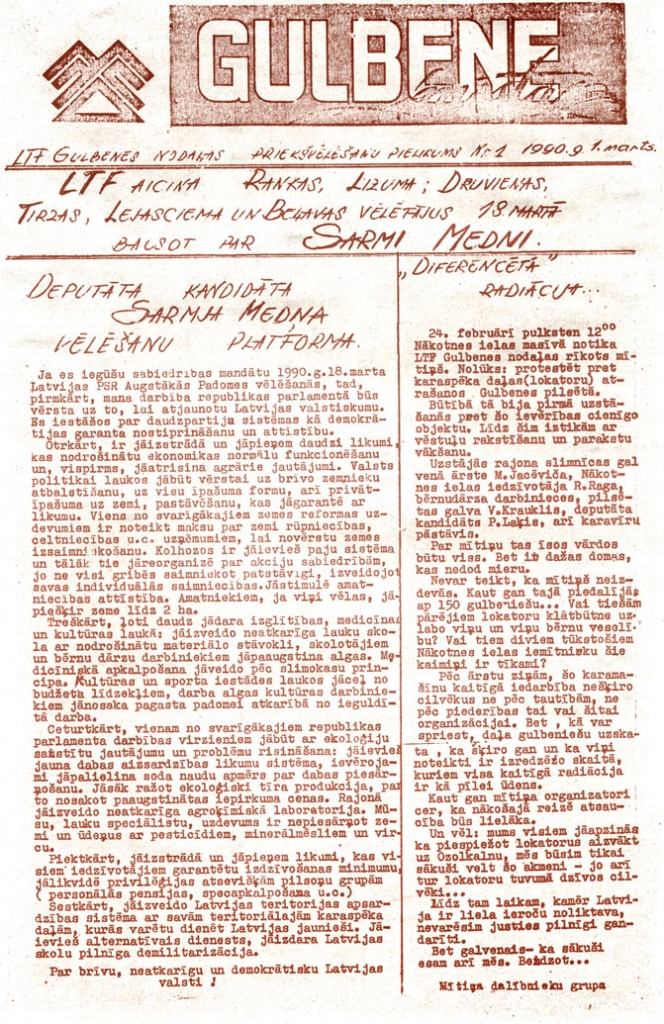 GULBENE
LTF GULBENES NODAĻAS PRIEKŠVĒLĒŠANU PIELIKUMS Nr 1 1990.g. 1. marts.
LTF AICINA RANKAS, LIZUMA, DRUVIENAS,
TIRZAS, LEJASCIEMA UN BEĻAVAS VĒLĒTĀJUS 18. MARTĀ
BALSOT PAR SARMI MEDNI.
DEPUTĀTA KANDIDĀTA
SARMJA MEDŅA
VĒLĒŠANU PLATFORMA.
Ja es iegūšu sabiedrības mandātu 1990.g.18.marta
Latvijas PSR Augstākās Padomes vēlēšanās, tad,
pirmkārt, mana darbība republikas parlamentā būs
vērsta uz to, lai atjaunotu Latvijas valstiskumu.
Es iestāšos par daudzpartiju sistēmas kā demokrā-
tijas garanta nostiprināšanu un attīstību.
Otrkārt, ir jāizstrādā un jāpieņem daudzi likumi,
kas nodrošinātu ekonomikas normālu funkcionēšanu
un, vispirms, jāatrisina agrārie jautājumi. Valsts
politikai laukos jābūt vērstai uz brīvo zemnieku
atbalstīšanu, uz visu īpašuma formu, arī privāt-
īpašuma uz zemi, pastāvēšanu, kas jāgarantē ar
likumu. Viens no svarīgākajiem zemes reformas uz-
devumiem ir noteikt maksu par zemi rūpniecības,
celtniecības u.c. uzņēmumiem, lai novērstu zemes
izsaimniekošanu. Kolhozos ir jāievieš paju sistēma
un tālāk tie jāreorganizē par akciju sabiedrībām,
jo ne visi gribēs saimniekot patstāvīgi, izveidojot
savas individuālās saimniecības. Jāstimulē amat-
niecības attīstība. Amatniekiem, ja viņi vēlas, jā-
piešķir zeme līdz 2 ha.
Treškārt, ļoti daudz jādara izglītības, medicīnas
un kultūras laukā: jāizveido neatkarīga lauku sko-
la ar nodrošinātu materiālo stāvokli, skolotājiem
un bērnu dārzu darbiniekiem jāpaaugstina algas. Me-
dicīniskā apkalpošana jāveido pēc slimokasu prin-
cipa. Kultūras un sporta iestādes laukos jāceļ no
budžeta līdzekļiem, darba algas kultūras darbinie-
kiem jānosaka pagasta padomei atkarībā no ieguldī-
tā darba.
Ceturtkārt, vienam no svarīgākajiem republikas
parlamenta darbības virzieniem jābūt ar ekoloģiju
saistītu jautājumu un problēmu risināšana: jāievieš
jauna dabas aizsardzības likumu sistēma, ievēroja-
mi jāpalielina soda naudu apmērs par dabas piesār-
ņošanu. Jāsāk ražot ekoloģiski tīra produkcija, par
to nosakot paaugstinātas iepirkuma cenas. Rajonā
jāizveido neatkarīga agroķīmiskā laboratorija. Mū-
su, lauku speciālistu, uzdevums ir nepiesārņot ze-
mi un ūdeņus ar pesticīdiem, minerālmēsliem un vir-
cu.
Piektkārt, jāizstrādā un jāpieņem likumi, kas vi-
siem iedzīvotājiem garantētu izdzīvošanas minimumu,
jālikvidē privilēģijas atsevišķām pilsoņu grupām
( personālās pensijas, specapkalpošana u.c.)
Sestkārt, jāizveido Latvijas teritorijas apsar-
dzības sistēma ar savām teritoriālajām karaspēka
daļām, kurās varētu dienēt Latvijas jaunieši. Jā-
ievieš alternatīvais dienests, jāizdara Latvijas
skolu pilnīga demilitarizācija.
Par brīvu, neatkarīgu un demokrātisku Latvijas
valsti !
„DIFERENCĒTĀ”
RADIĀCIJA...
24. februārī pulksten 12⁰⁰
Nākotnes ielas masīvā notika
LTF Gulbenes nodaļas rīkots mī-
tiņš. Nolūks: protestēt pret
karaspēka daļas(lokatoru) at-
rašanos Gulbenes pilsētā.
Būtībā tā bija pirmā uzstā-
šanās pret šo ievērības cienīgo
objektu. Līdz šim iztikām ar
vēstuļu rakstīšanu un parakstu
vākšanu.
Uzstājās rajona slimnīcas gal
venā ārste M.Jacēviča, Nākot-
nes ielas iedzīvotāja R.Raga,
bērnudārza darbinieces, pilsē-
tas galva V.Krauklis, deputāta
kandidāts P.Laķis, arī karavīru
pāstāvis.
Par mītiņu tas īsos vārdos
būtu viss. Bet ir dažas domas,
kas nedod mieru.
Nevar teikt, ka mītiņš neiz-
devās. Kaut gan tajā piedalījās
ap 150 gulbeniešu... Vai tiešām
pārējiem lokatoru klātbūtne uz-
labo viņu un viņu bērnu veselī-
bu? Vai tiem diviem tūkstošiem
Nākotnes ielas iemītnieku šie
kaimiņi ir tīkami?
Pēc ārstu ziņām, šo karama-
šīnu kaitīgā iedarbība nešķiro
cilvēkus ne pēc tautībām, ne
pēc piederības tai vai šitai
organizācijai. Bet , kā var
spriest, daļa gulbeniešu uzska-
ta , ka šķiro gan un ka viņi
noteikti ir izredzēto skaitā,
kuriem visa kaitīgā radiācija
ir kā pīlei ūdens.
Kaut gan mītiņa organizatori
cer, ka nākošajā reizē atsau-
cība būs lielāka.
Un vēl: mums visiem jāapzinās
ka piespiežot lokatorus aizvākt
uz Ozolkalnu, mēs būsim tikai
sākuši velt šo akmeni - jo arī
tur lokatoru tuvumā dzīvos cil-
vēki...
Līdz tam laikam, kamēr Latvi-
ja ir liela ieroču noliktava,
nevarēsim justies pilnīgi gan-
darīti.
Bet galvenais- ka sākuši
esam arī mēs. Beidzot...
Mītiņa dalībnieku grupa